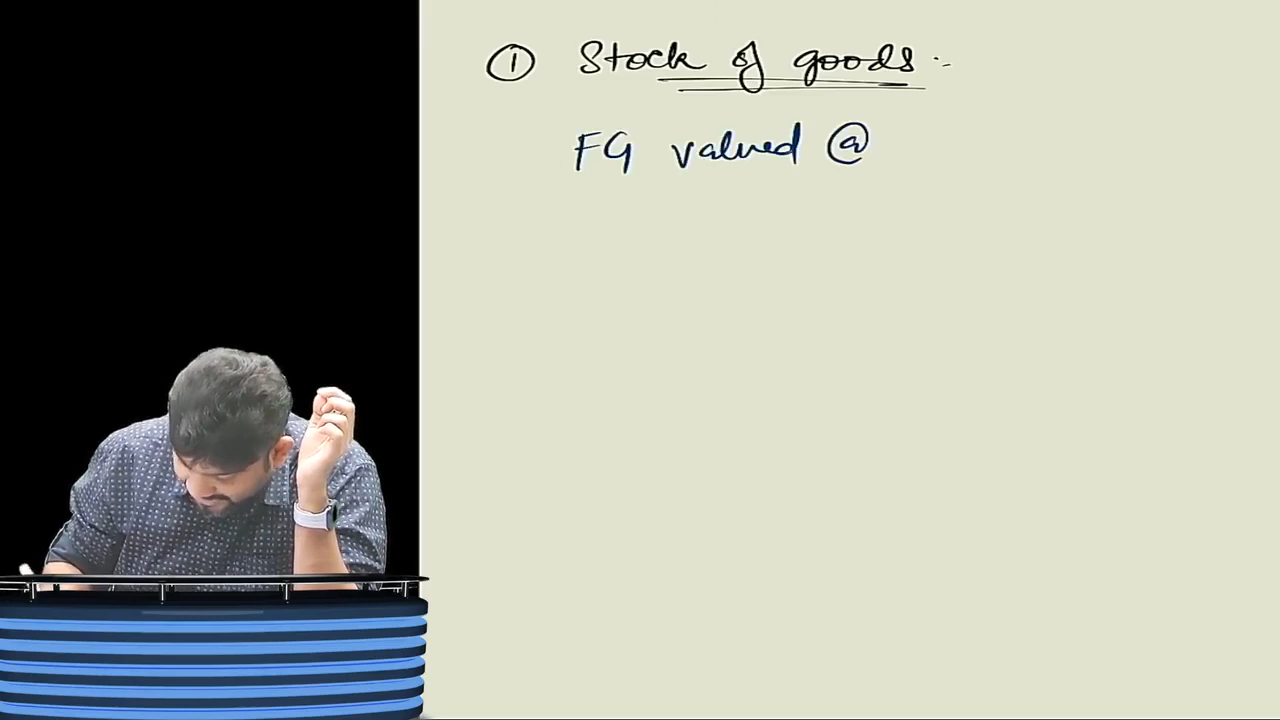 ① Stock of goods :-
FG valued @